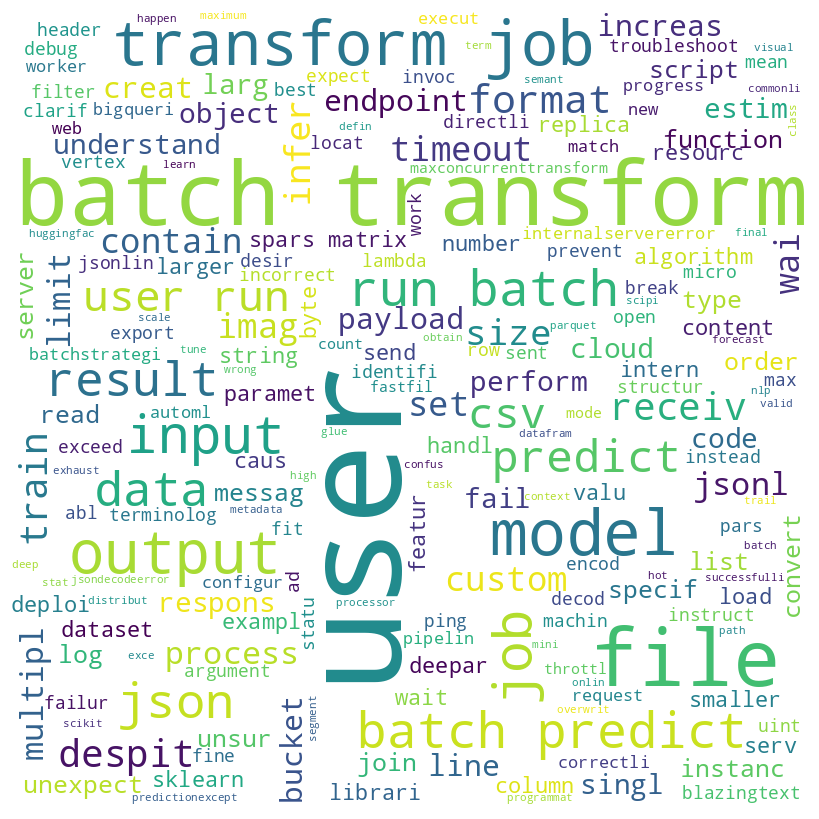 happen maximum execut increas
header transform job troubleshoot visual
debug term
worker semant mean
filter creat larg best expect invoc script progress commonli
clarif bigqueri object endpoint format directli replica new estim class
web infer defin locat timeout match function
understand resourc
vertex learn maxconcurrenttransform
batch transform
huggingfac contain spars matrix work number internalservererror final wai
server jsonlin larger desir lambda prevent algorithm
limit incorrect micro
user run byte run batch break type
scale imag payload scipi open content
export count obtain size parquet forecast
batchstrategi tune string send row sent cloud intern order
wrong identifi structur max
result paramet fastfil set perform mode nlp valid
read automl csv receiv
train exceed input glue user datafram code
exhaust caus high confus handl predict instead
data messag task context jsonl
abl terminolog metadata featur fail valu trail
fit model pars batch convert
deep output encod list
stat jsondecodeerror configur ad custom hot successfulli
deploi distribut respons processor decod specif load
dataset exampl statu ping machin instruct path
multipl log exce process pipelin job mini file
argument deepar throttl onlin
failur json wait request smaller
scikit segment overwrit uint
despit unsur bucket batch predict serv
fine join line correctli instanc
unexpect sklearn column singl
predictionexcept librari programmat blazingtext